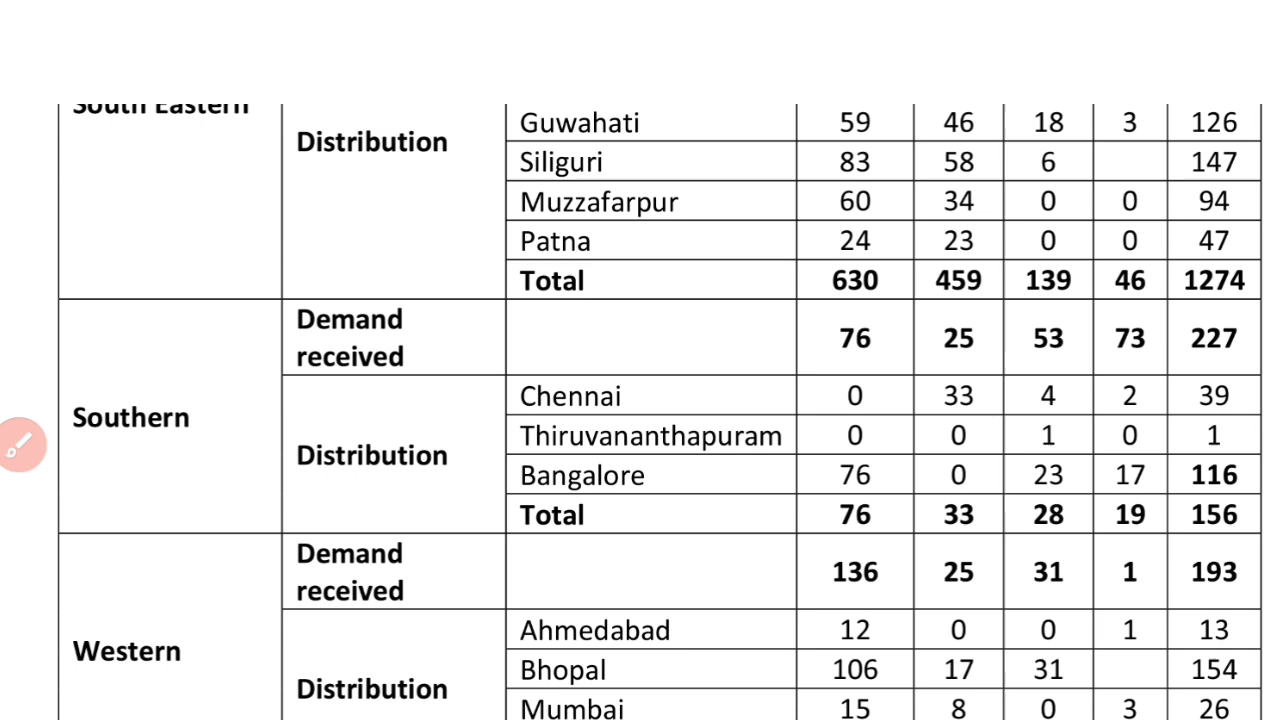 South Eastern
Distribution
Guwahati 59 46 18 3 126
Siliguri 83 58 6 147
Muzzafarpur 60 34 0 0 94
Patna 24 23 0 0 47
Total 630 459 139 46 1274
Southern
Demand received 76 25 53 73 227
Distribution
Chennai 0 33 4 2 39
Thiruvananthapuram 0 0 1 0 1
Bangalore 76 0 23 17 116
Total 76 33 28 19 156
Western
Demand received 136 25 31 1 193
Distribution
Ahmedabad 12 0 0 1 13
Bhopal 106 17 31 154
Mumbai 15 8 0 3 26